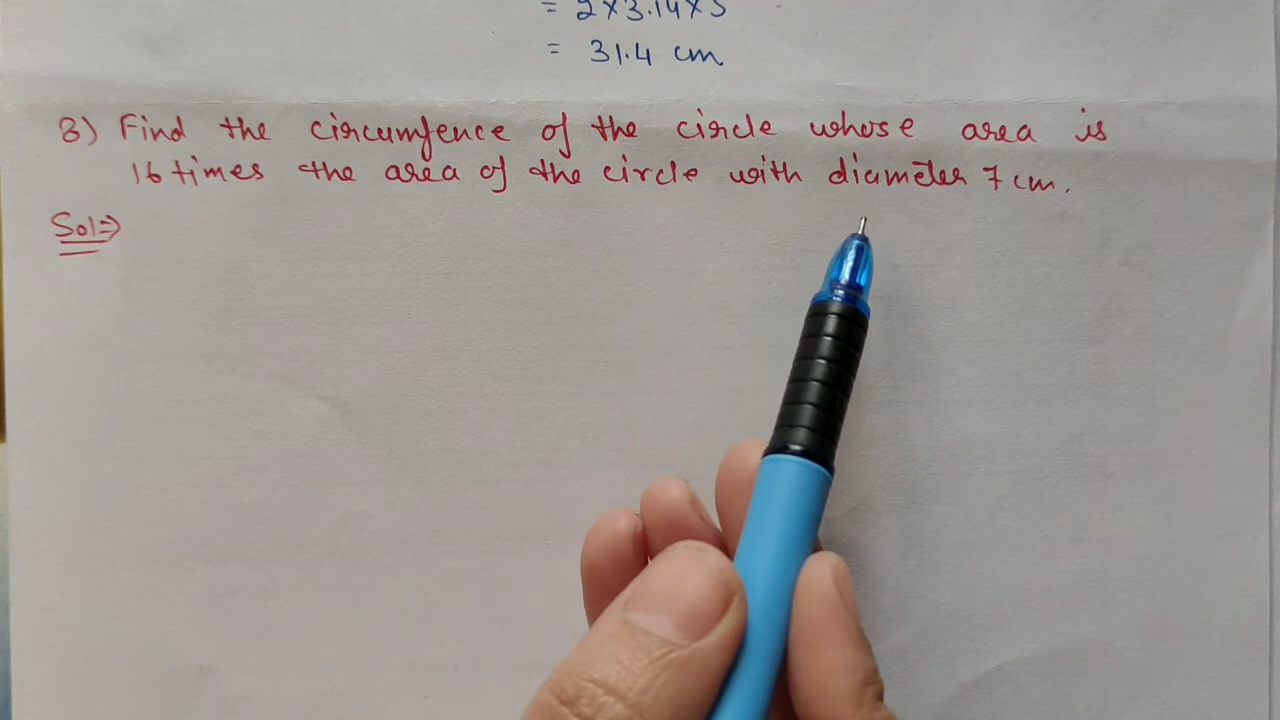 = 2×3.14×5
= 31.4 cm
3) Find the circumfence of the circle whose area is
16 times the area of the circle with diameter 7 cm.
Sol⇒